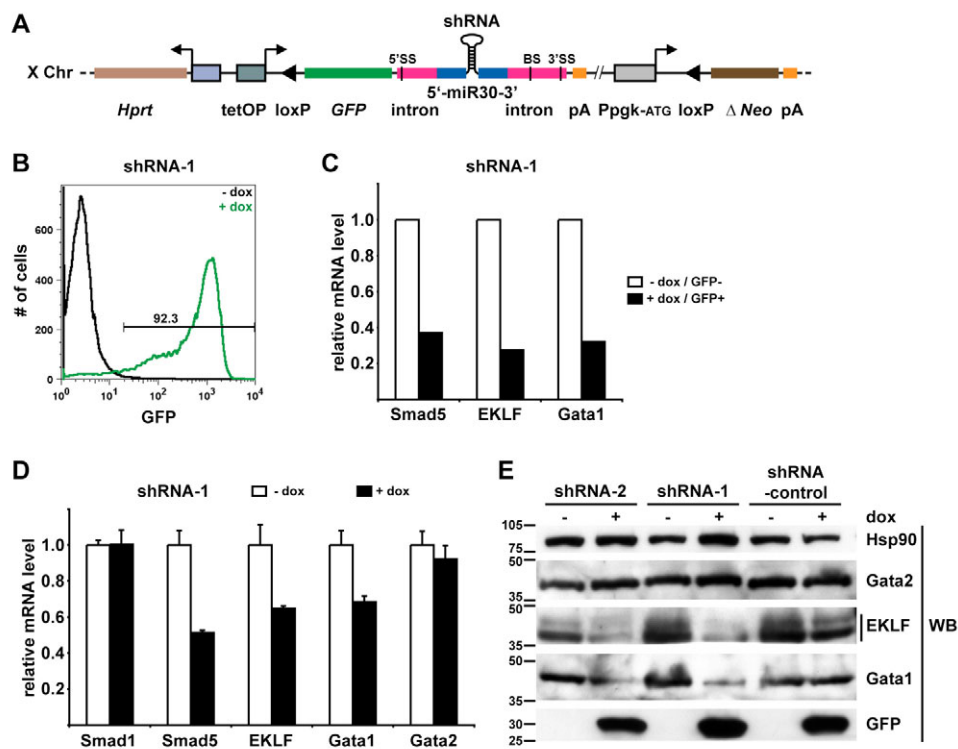 A
shRNA
5'SS BS 3'SS
X Chr
5'-miR30-3'
Hprt tetOP loxP GFP intron intron pA Ppgk-ATG loxP Δ Neo pA
B
shRNA-1
- dox
+ dox
# of cells
600
400
200
0
92.3
10^0 10^1 10^2 10^3 10^4
GFP
C
shRNA-1
relative mRNA level
1.0
0.8
0.6
0.4
0.2
- dox / GFP-
+ dox / GFP+
Smad5 EKLF Gata1
D
shRNA-1
- dox + dox
relative mRNA level
1.0
0.8
0.6
0.4
0.2
Smad1 Smad5 EKLF Gata1 Gata2
E
shRNA-2 shRNA-1 shRNA
-control
- + - + - + dox
105
75
Hsp90
50
35
Gata2
50
35
EKLF
WB
50
35
Gata1
30
25
GFP